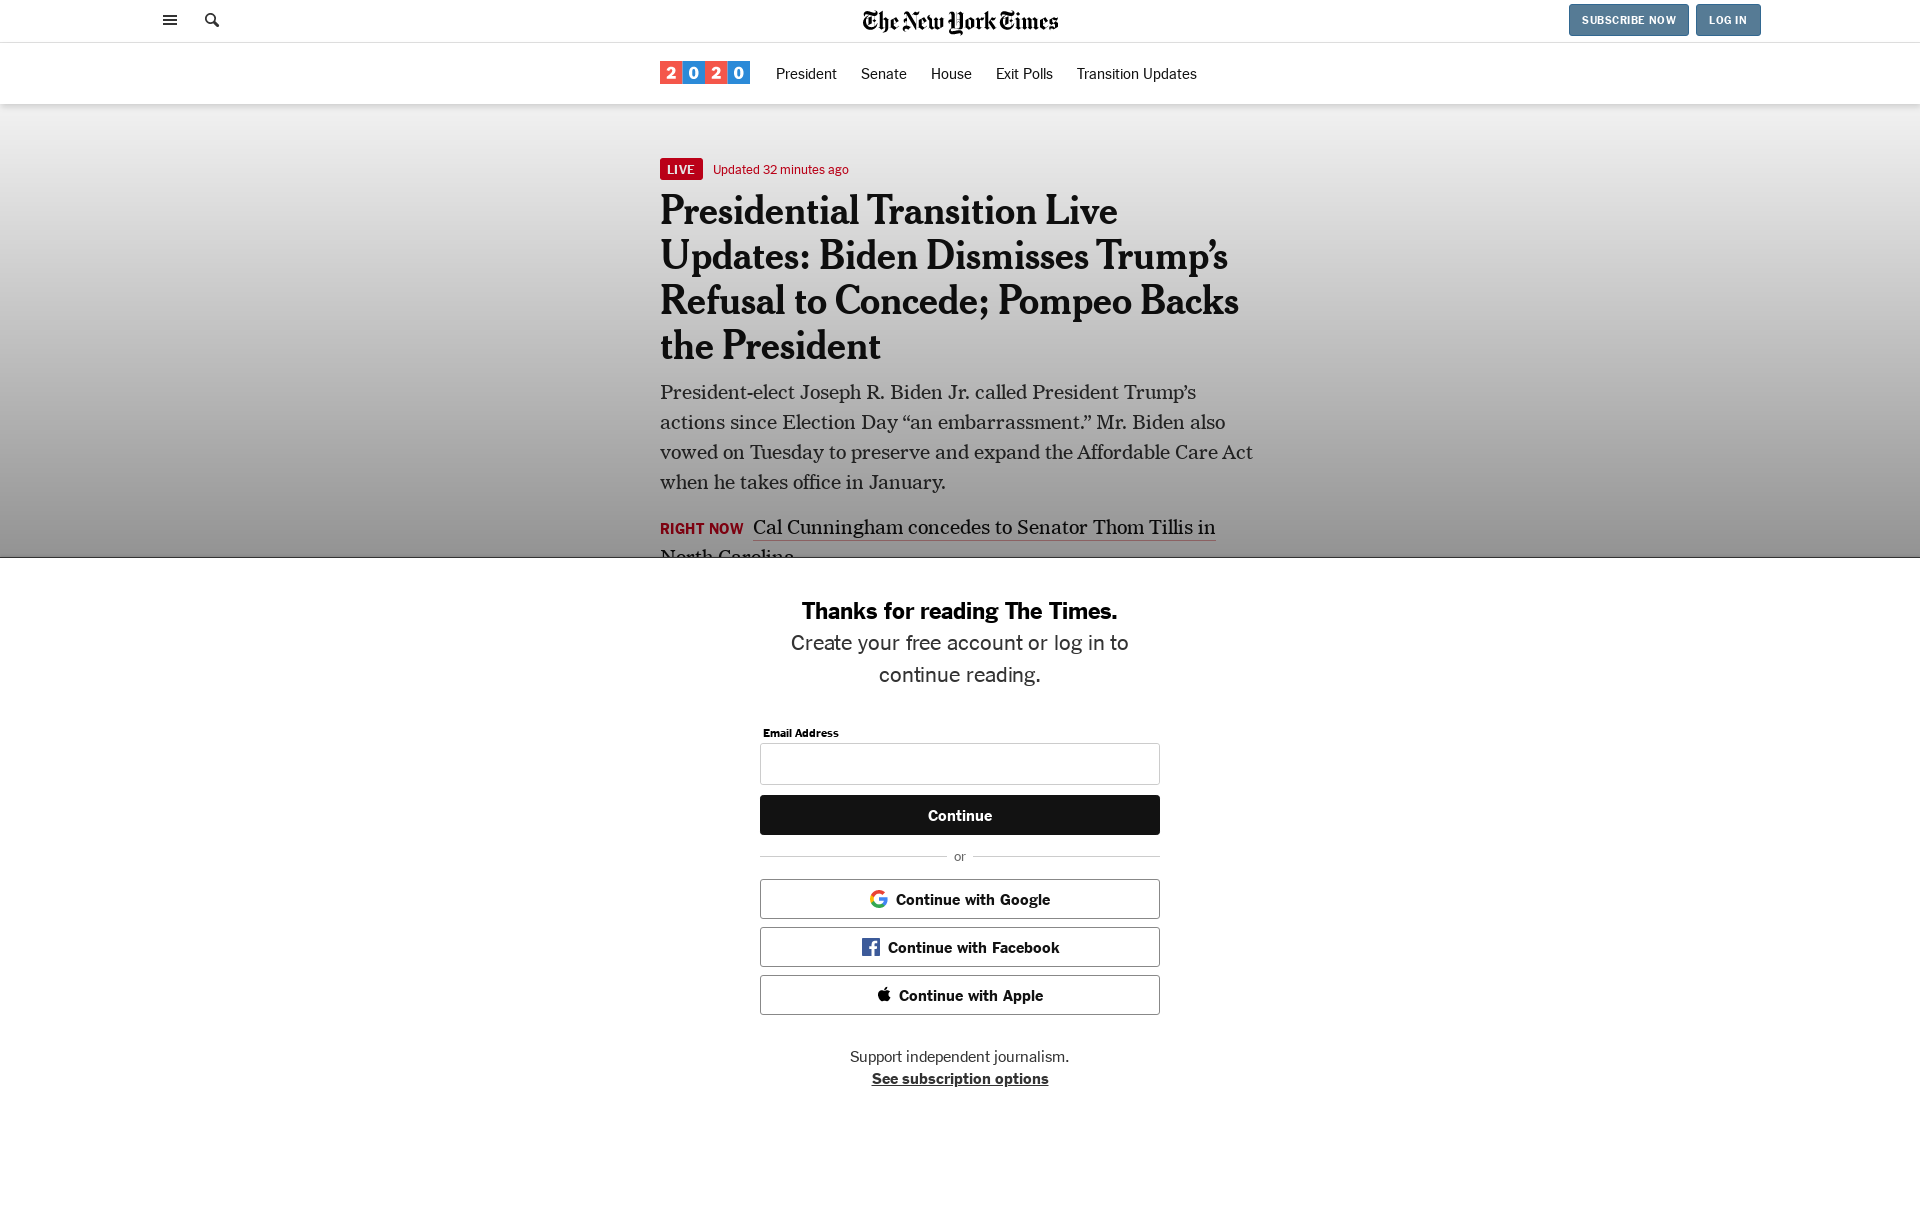 The New York Times
SUBSCRIBE NOW
LOG IN
2020
President
Senate
House
Exit Polls
Transition Updates
LIVE Updated 32 minutes ago
Presidential Transition Live
Updates: Biden Dismisses Trump’s
Refusal to Concede; Pompeo Backs
the President
President-elect Joseph R. Biden Jr. called President Trump’s
actions since Election Day “an embarrassment.” Mr. Biden also
vowed on Tuesday to preserve and expand the Affordable Care Act
when he takes office in January.
RIGHT NOW Cal Cunningham concedes to Senator Thom Tillis in
North Carolina
Thanks for reading The Times.
Create your free account or log in to
continue reading.
Email Address
Continue
or
Continue with Google
Continue with Facebook
Continue with Apple
Support independent journalism.
See subscription options